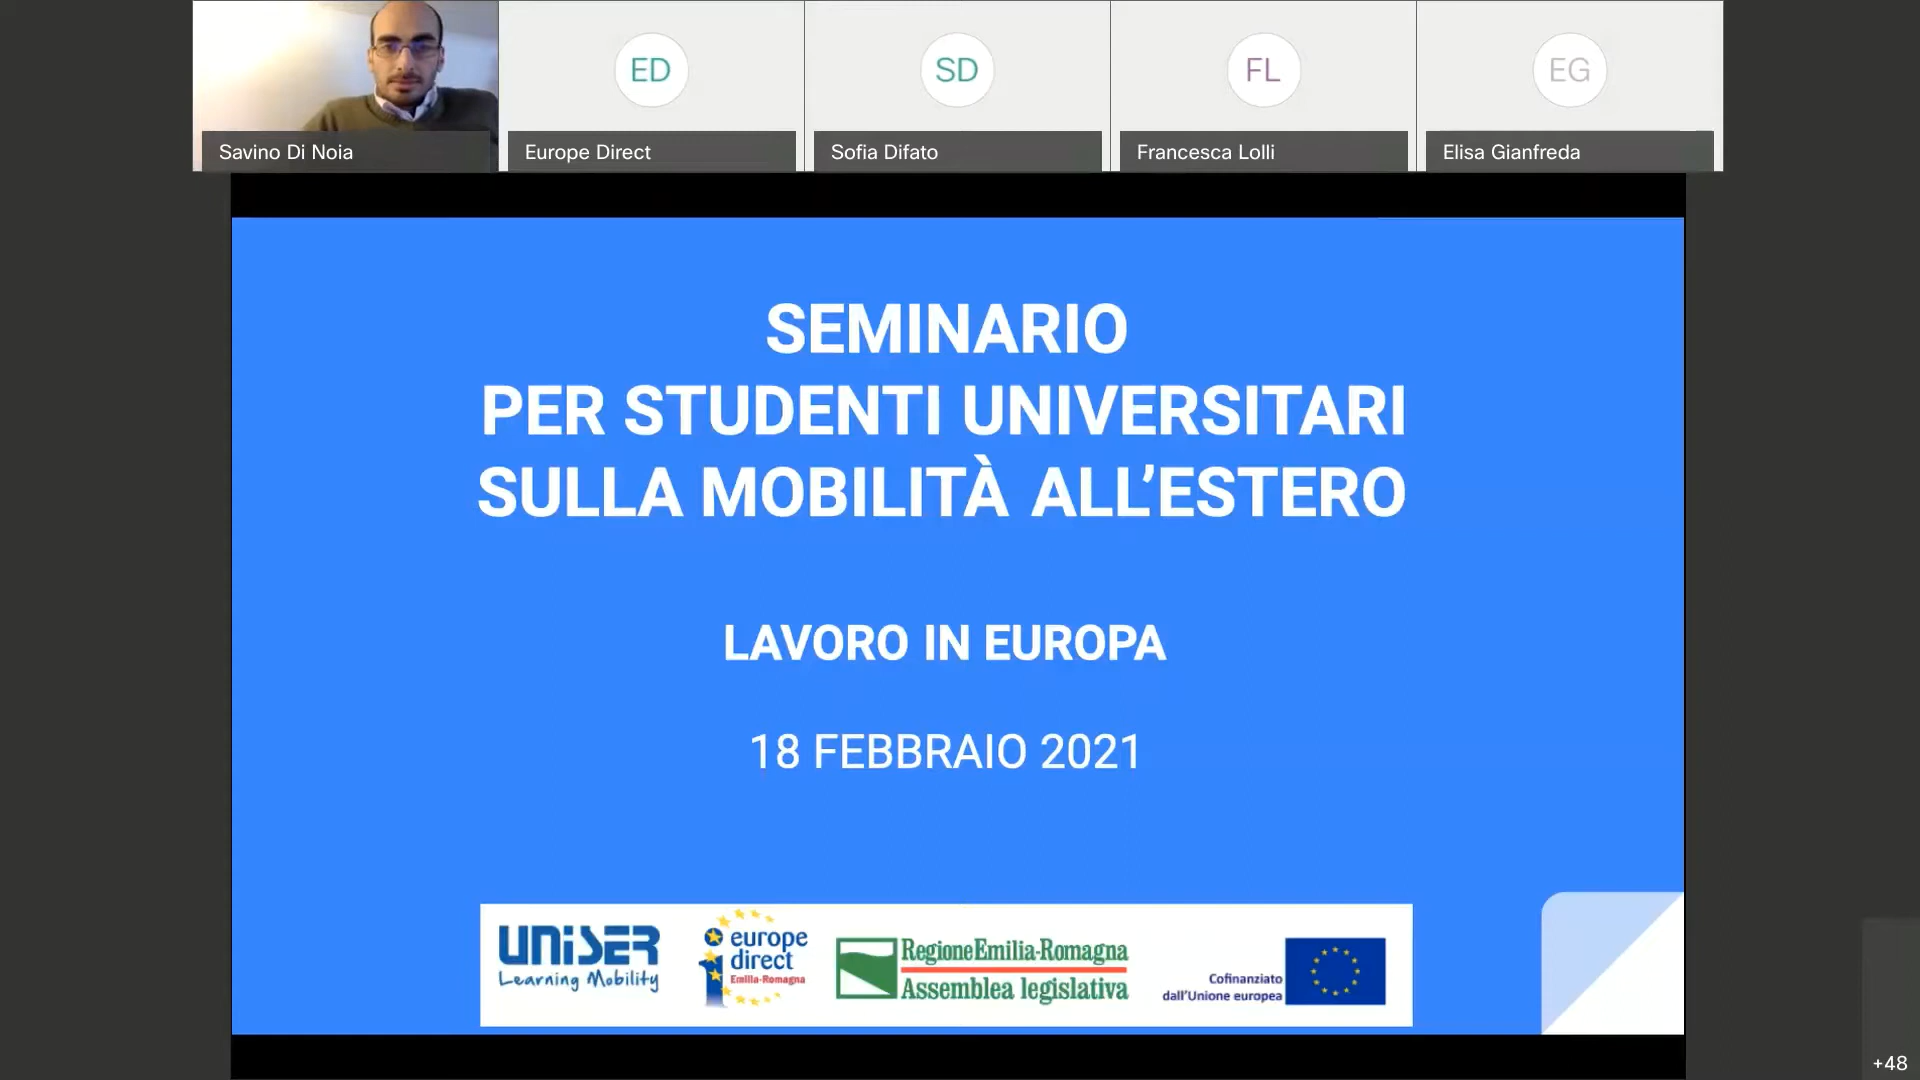 ED
SD
FL
EG
Savino Di Noia
Europe Direct
Sofia Difato
Francesca Lolli
Elisa Gianfreda
SEMINARIO
PER STUDENTI UNIVERSITARI
SULLA MOBILITÀ ALL’ESTERO
LAVORO IN EUROPA
18 FEBBRAIO 2021
UNISER
Learning Mobility
europe
direct
Emilia-Romagna
RegioneEmilia-Romagna
Assemblea legislativa
Cofinanziato
dall'Unione europea
+48